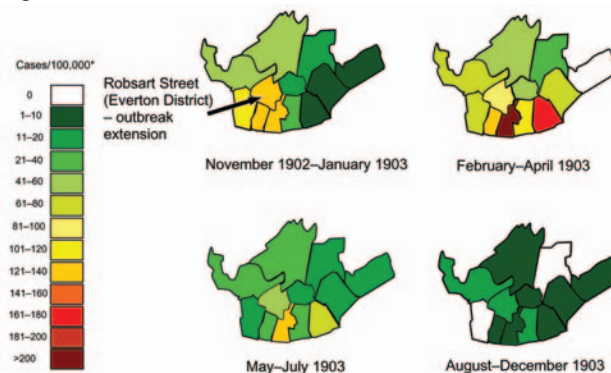 Cases/100,000*
0
1–10
11–20
21–40
41–60
61–80
81–100
101–120
121–140
141–160
161–180
181–200
>200
Robsart Street
(Everton District)
– outbreak
extension
November 1902–January 1903
February–April 1903
May–July 1903
August–December 1903